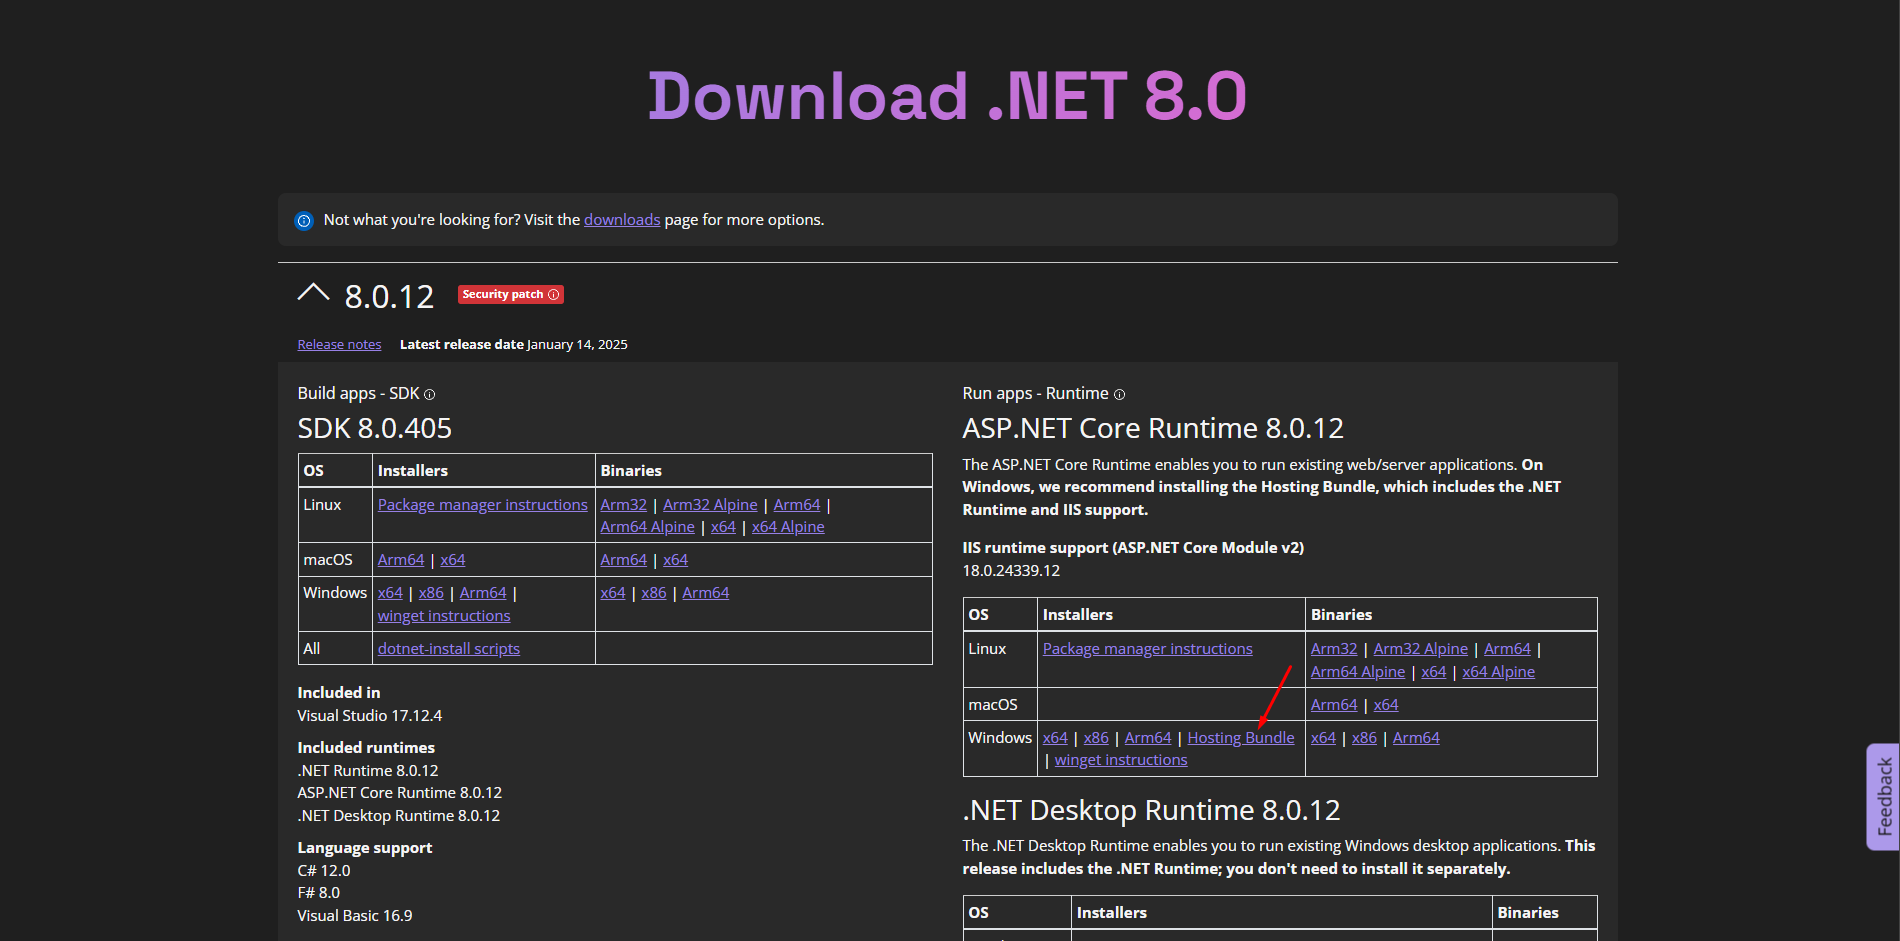 Download .NET 8.0
Not what you're looking for? Visit the downloads page for more options.
8.0.12
Security patch
Release notes Latest release date January 14, 2025
Build apps - SDK
SDK 8.0.405
OS Installers Binaries
Linux Package manager instructions Arm32 | Arm32 Alpine | Arm64 |
Arm64 Alpine | x64 | x64 Alpine
macOS Arm64 | x64 Arm64 | x64
Windows x64 | x86 | Arm64 | x64 | x86 | Arm64
winget instructions
All dotnet-install scripts
Included in
Visual Studio 17.12.4
Included runtimes
.NET Runtime 8.0.12
ASP.NET Core Runtime 8.0.12
.NET Desktop Runtime 8.0.12
Language support
C# 12.0
F# 8.0
Visual Basic 16.9
Run apps - Runtime
ASP.NET Core Runtime 8.0.12
The ASP.NET Core Runtime enables you to run existing web/server applications. On
Windows, we recommend installing the Hosting Bundle, which includes the .NET
Runtime and IIS support.
IIS runtime support (ASP.NET Core Module v2)
18.0.24339.12
OS Installers Binaries
Linux Package manager instructions Arm32 | Arm32 Alpine | Arm64 |
Arm64 Alpine | x64 | x64 Alpine
macOS Arm64 | x64
Windows x64 | x86 | Arm64 | Hosting Bundle x64 | x86 | Arm64
| winget instructions
.NET Desktop Runtime 8.0.12
The .NET Desktop Runtime enables you to run existing Windows desktop applications. This
release includes the .NET Runtime; you don't need to install it separately.
OS Installers Binaries
Feedback